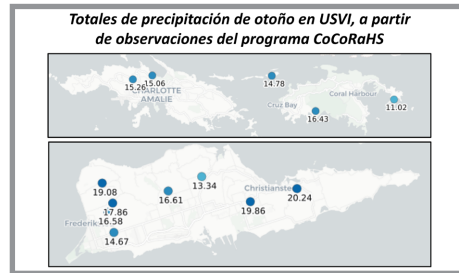 Totales de precipitación de otoño en USVI, a partir
de observaciones del programa CoCoRaHS
15.26 15.06
CHARLOTTE
AMALIE
14.78
Cruz Bay
Coral Harbour
16.43
11.02
19.08
17.86
16.58
Frederik
14.67
16.61
13.34
Christianste
19.86
20.24